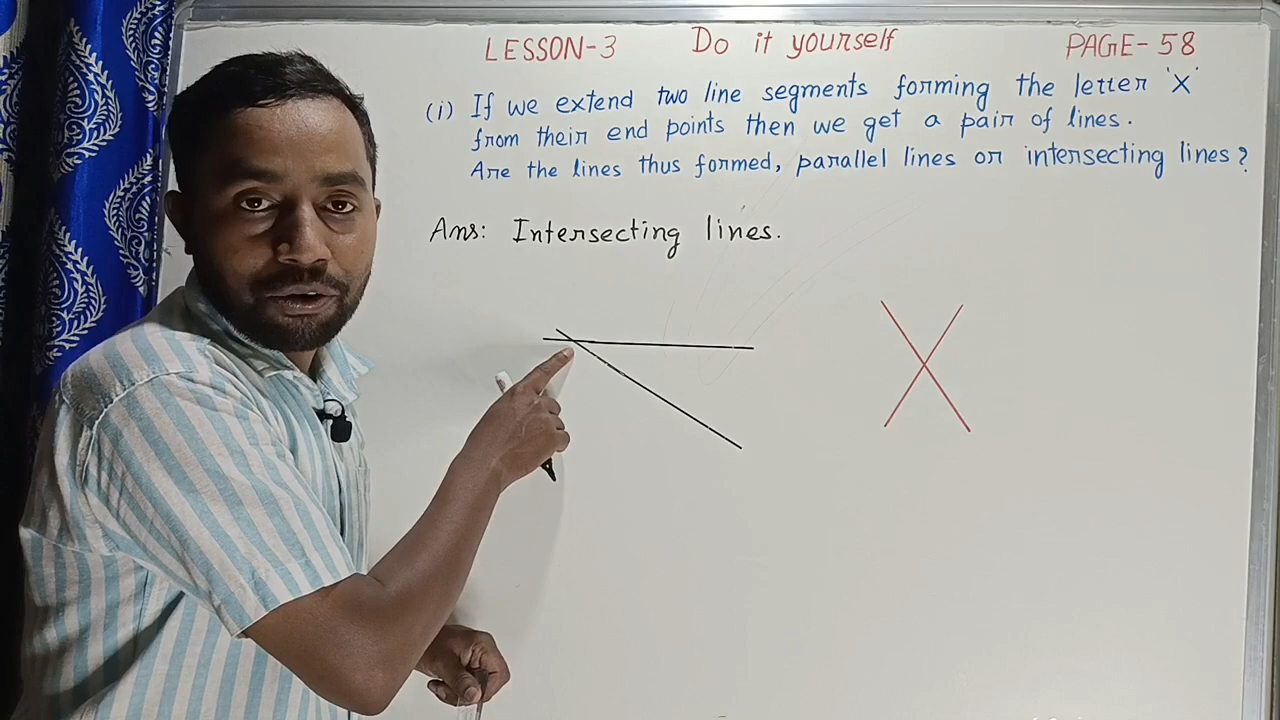 LESSON-3 Do it yourself PAGE-58
(i) If we extend two line segments forming the letter 'X'
from their end points then we get a pair of lines.
Are the lines thus formed, parallel lines or intersecting lines?
Ans: Intersecting lines.